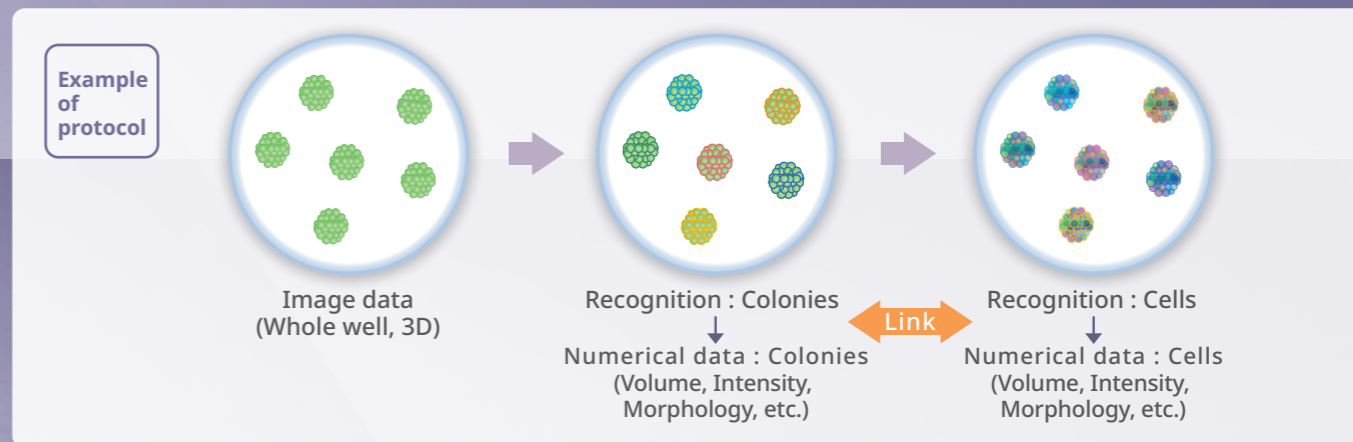 Example
of
protocol
Image data
(Whole well, 3D)
Recognition : Colonies
Numerical data : Colonies
(Volume, Intensity,
Morphology, etc.)
Link
Recognition : Cells
Numerical data : Cells
(Volume, Intensity,
Morphology, etc.)